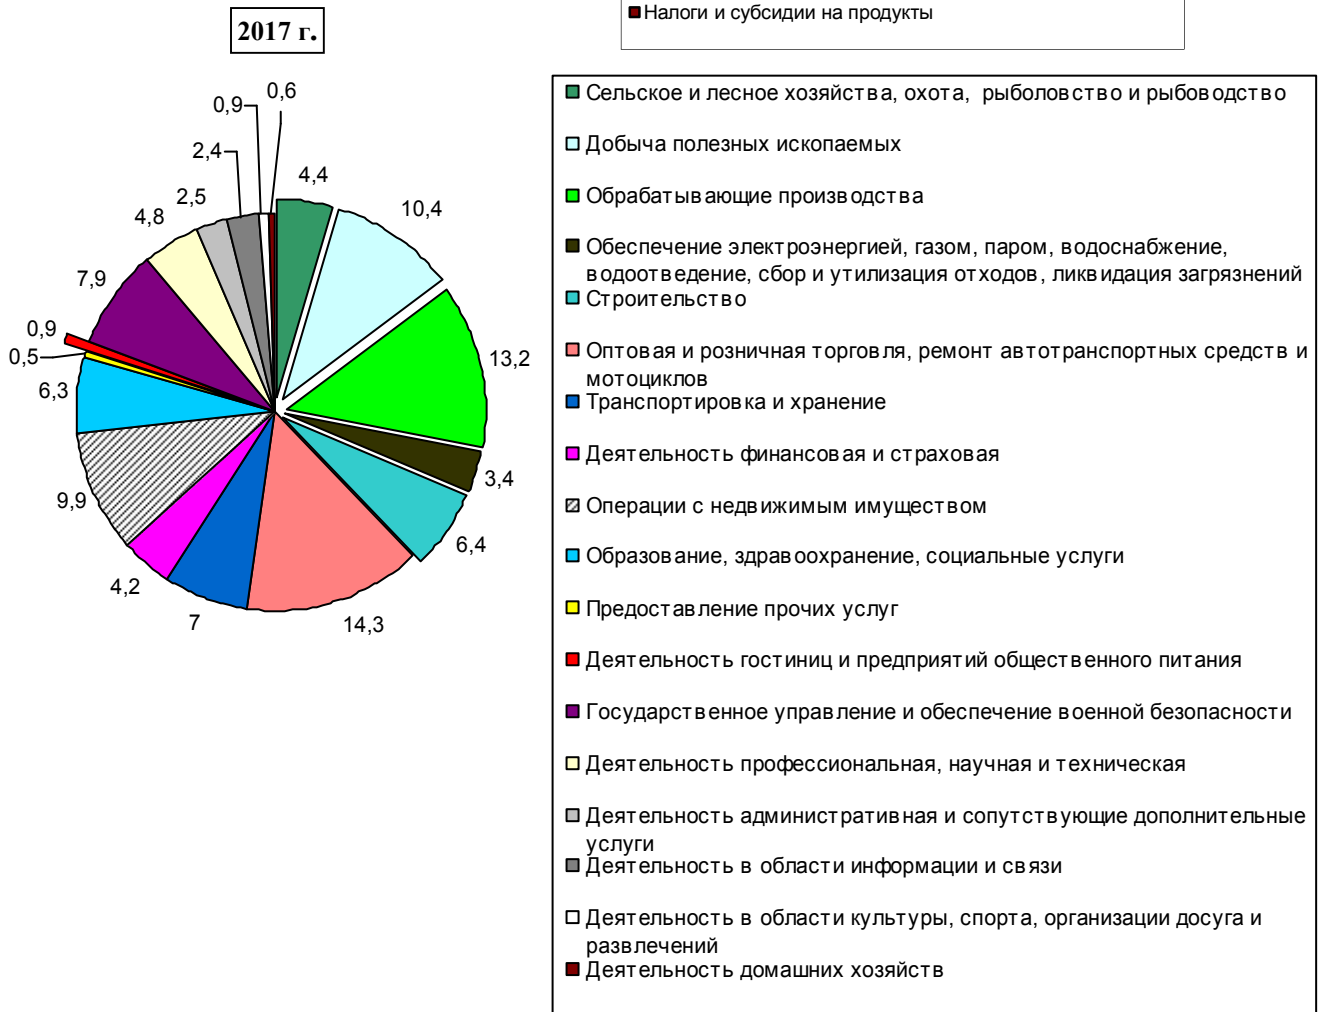 Налоги и субсидии на продукты
2017 г.
0,6
0,9
2,4
2,5
4,8
7,9
0,9
0,5
6,3
9,9
4,2
7
14,3
6,4
3,4
13,2
10,4
4,4
Сельское и лесное хозяйства, охота, рыболовство и рыбоводство
Добыча полезных ископаемых
Обрабатывающие производства
Обеспечение электроэнергией, газом, паром, водоснабжение,
водоотведение, сбор и утилизация отходов, ликвидация загрязнений
Строительство
Оптовая и розничная торговля, ремонт автотранспортных средств и
мотоциклов
Транспортировка и хранение
Деятельность финансовая и страховая
Операции с недвижимым имуществом
Образование, здравоохранение, социальные услуги
Предоставление прочих услуг
Деятельность гостиниц и предприятий общественного питания
Государственное управление и обеспечение военной безопасности
Деятельность профессиональная, научная и техническая
Деятельность административная и сопутствующие дополнительные
услуги
Деятельность в области информации и связи
Деятельность в области культуры, спорта, организации досуга и
развлечений
Деятельность домашних хозяйств